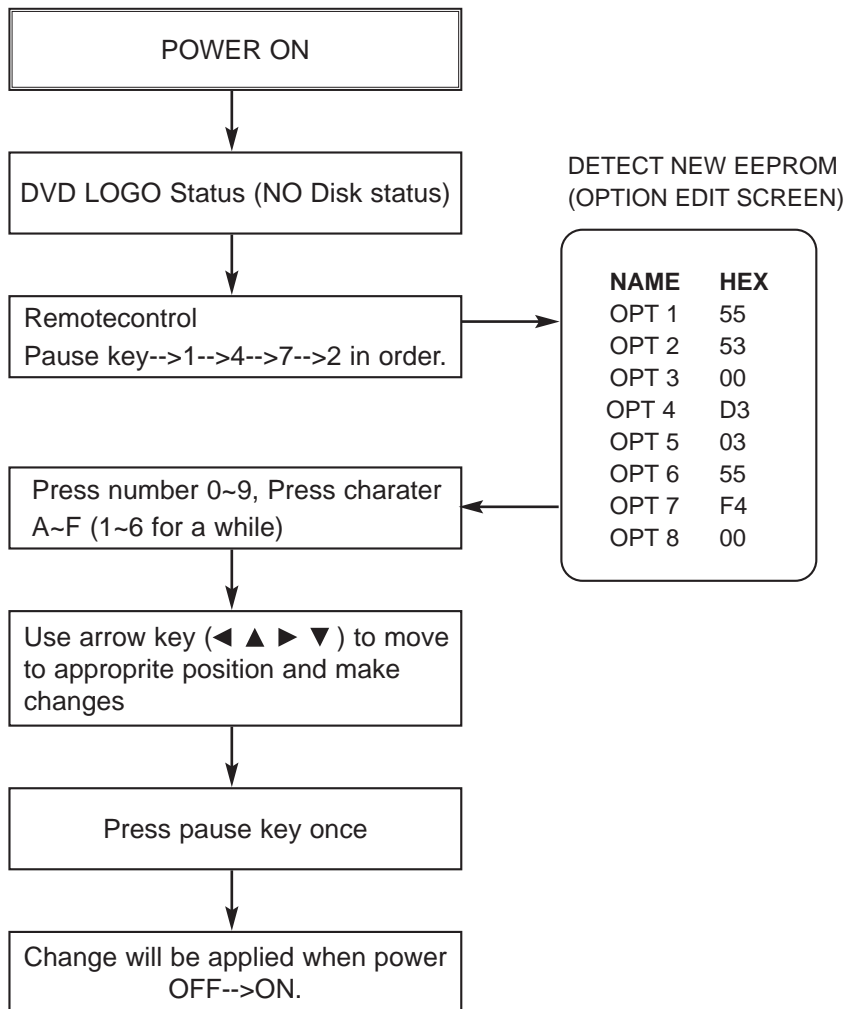 POWER ON
DVD LOGO Status (NO Disk status)
Remotecontrol
Pause key-->1-->4-->7-->2 in order.
DETECT NEW EEPROM
(OPTION EDIT SCREEN)
NAME HEX
OPT 1 55
OPT 2 53
OPT 3 00
OPT 4 D3
OPT 5 03
OPT 6 55
OPT 7 F4
OPT 8 00
Press number 0~9, Press charater
A~F (1~6 for a while)
Use arrow key (◀ ▲ ▶ ▼ ) to move
to approprite position and make
changes
Press pause key once
Change will be applied when power
OFF-->ON.